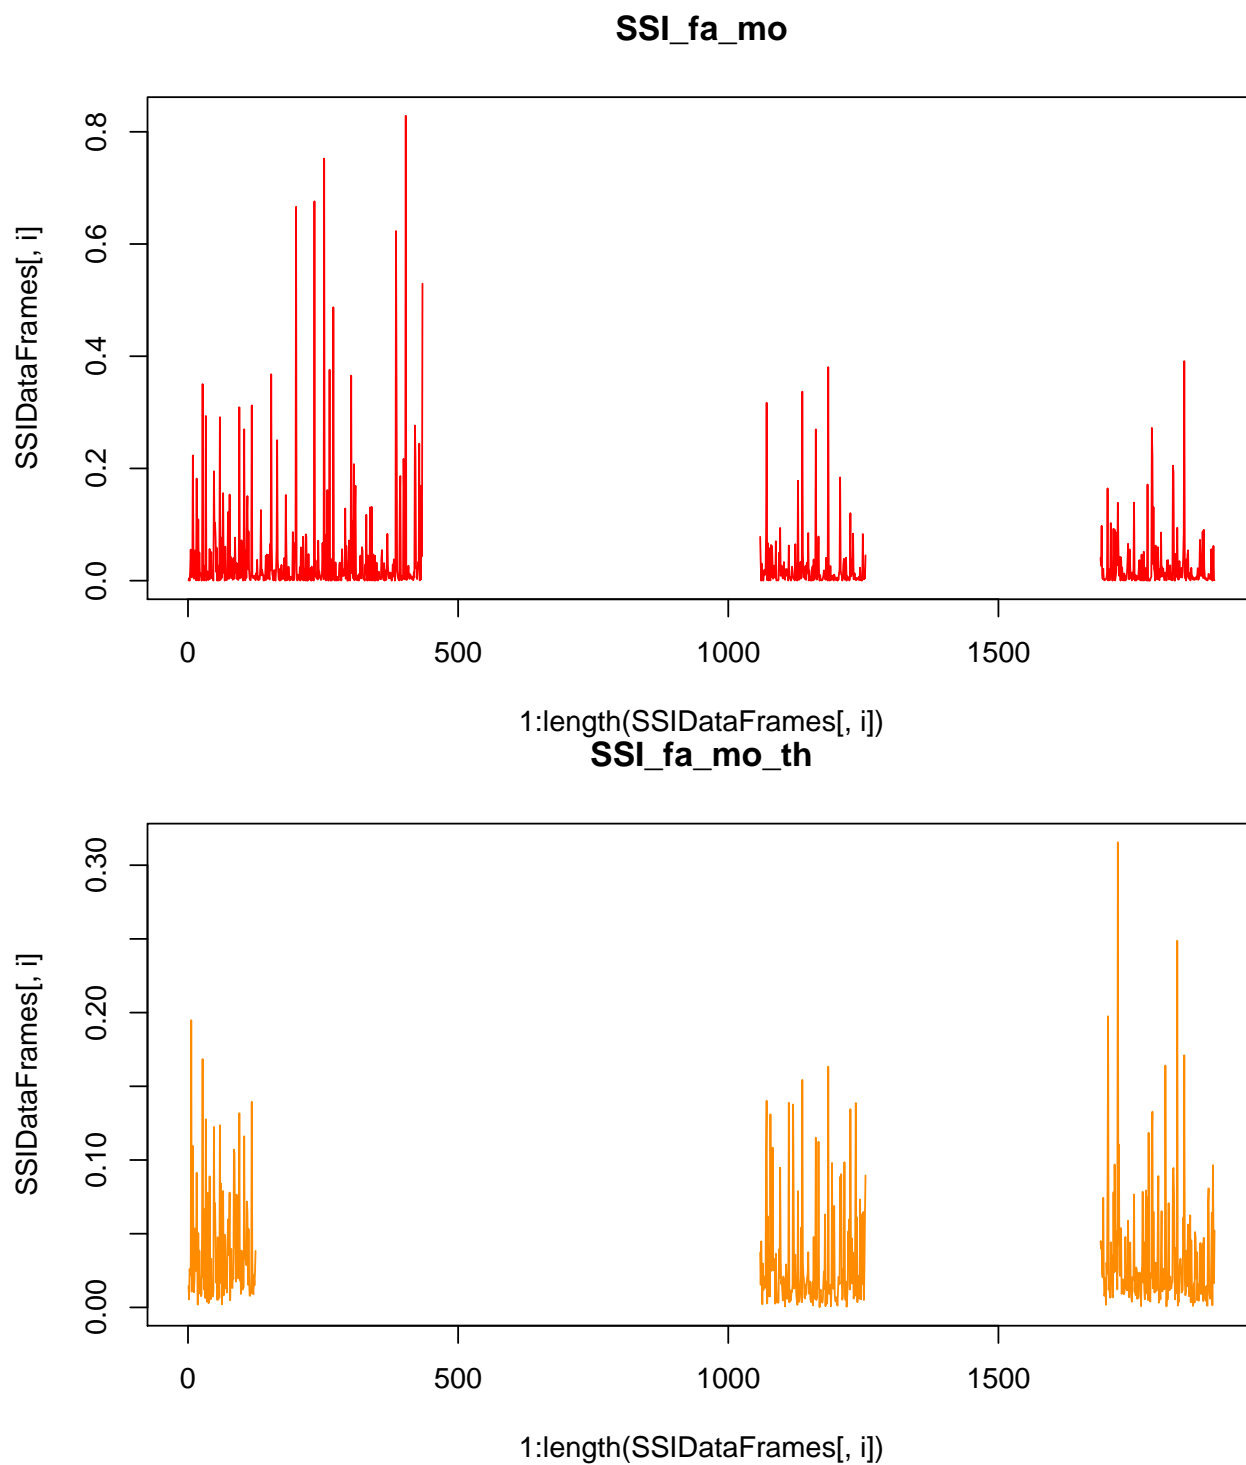 SSI_fa_mo
SSIDataFrames[, i]
0.8
0.6
0.4
0.2
0.0
0 500 1000 1500
1:length(SSIDataFrames[, i])
SSI_fa_mo_th
SSIDataFrames[, i]
0.30
0.20
0.10
0.00
0 500 1000 1500
1:length(SSIDataFrames[, i])